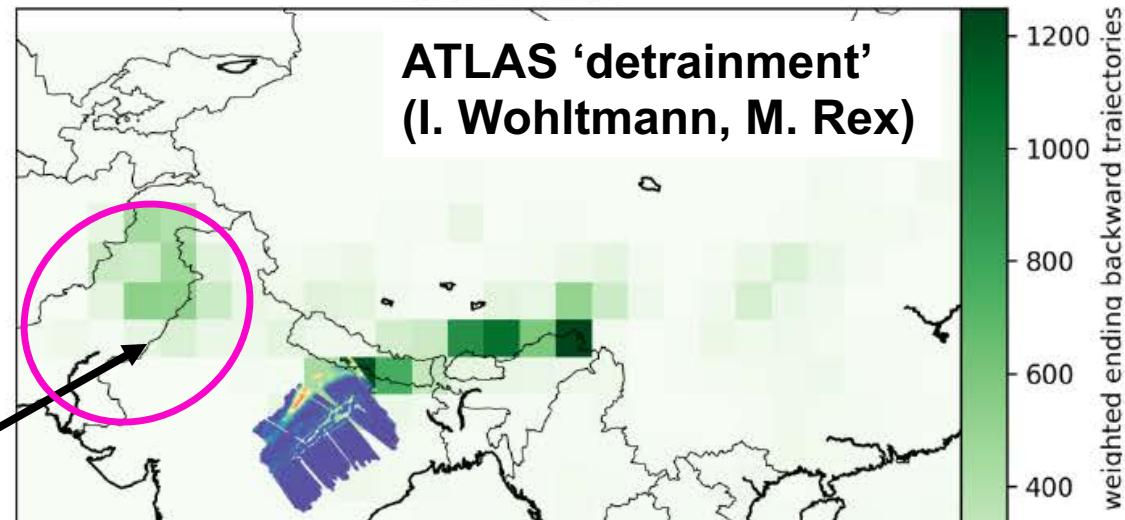 ATLAS ‘detrainment’
(I. Wohltmann, M. Rex)
1200
1000
800
600
400
weighted ending backward trajectories